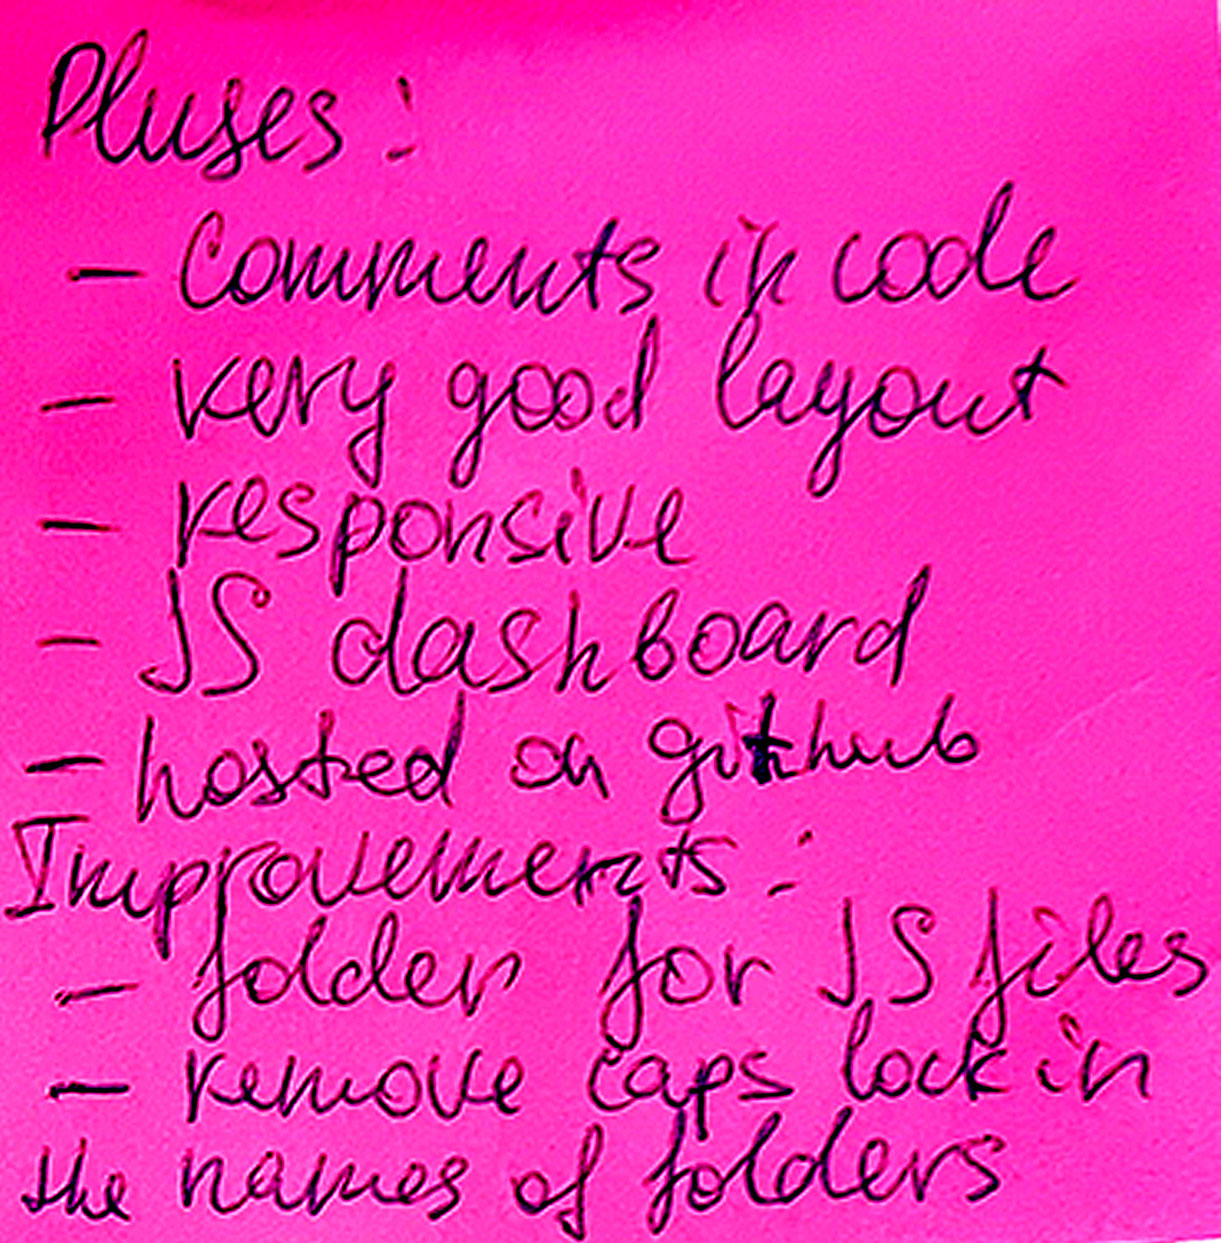 Pluses:
- Comments in code
- very good layout
- responsive
- JS dashboard
- hosted on github
Improvements:
- folder for JS files
- remove caps lock in
the names of folders